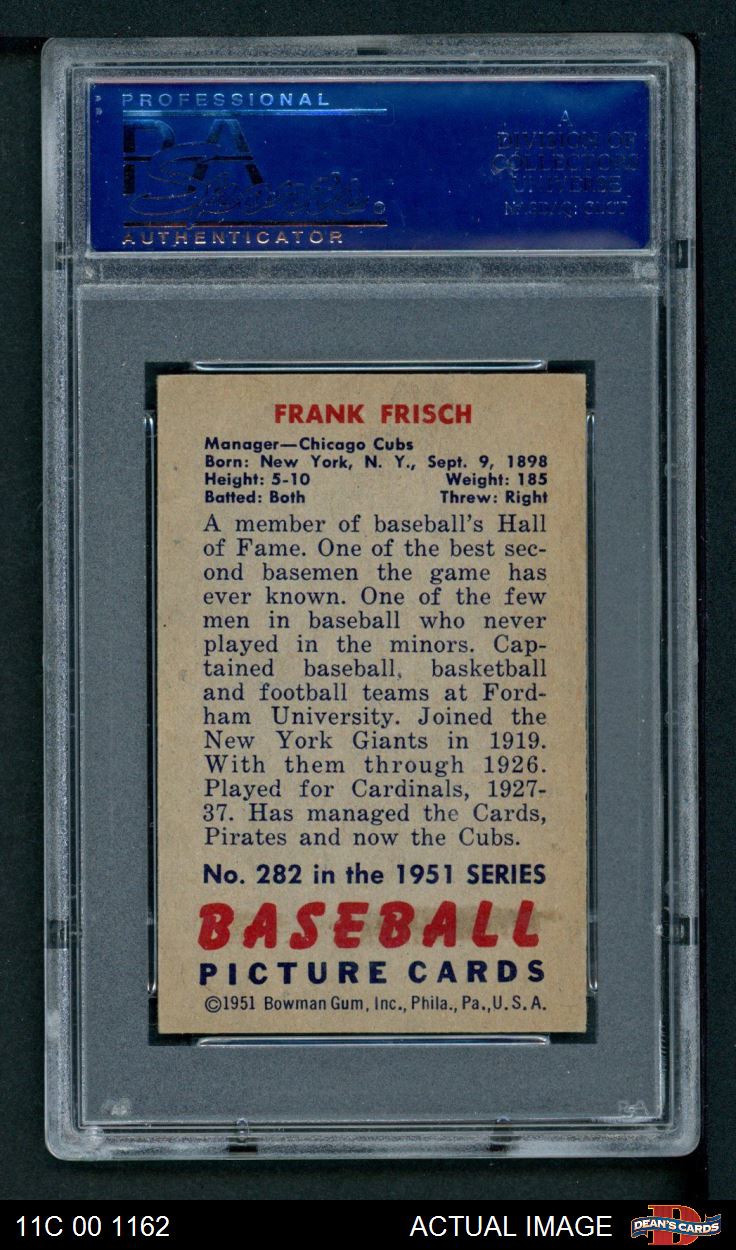 PROFESSIONAL
PSA
Sports
AUTHENTICATOR
A
DIVISION OF
COLLECTORS
UNIVERSE
NASDAQ: CLCT
FRANK FRISCH
Manager—Chicago Cubs
Born: New York, N. Y., Sept. 9, 1898
Height: 5-10 Weight: 185
Batted: Both Threw: Right
A member of baseball's Hall
of Fame. One of the best sec-
ond basemen the game has
ever known. One of the few
men in baseball who never
played in the minors. Cap-
tained baseball, basketball
and football teams at Ford-
ham University. Joined the
New York Giants in 1919.
With them through 1926.
Played for Cardinals, 1927-
37. Has managed the Cards,
Pirates and now the Cubs.
No. 282 in the 1951 SERIES
BASEBALL
PICTURE CARDS
©1951 Bowman Gum, Inc., Phila., Pa., U. S. A.
PSA
11C 00 1162 ACTUAL IMAGE DEAN'S CARDS